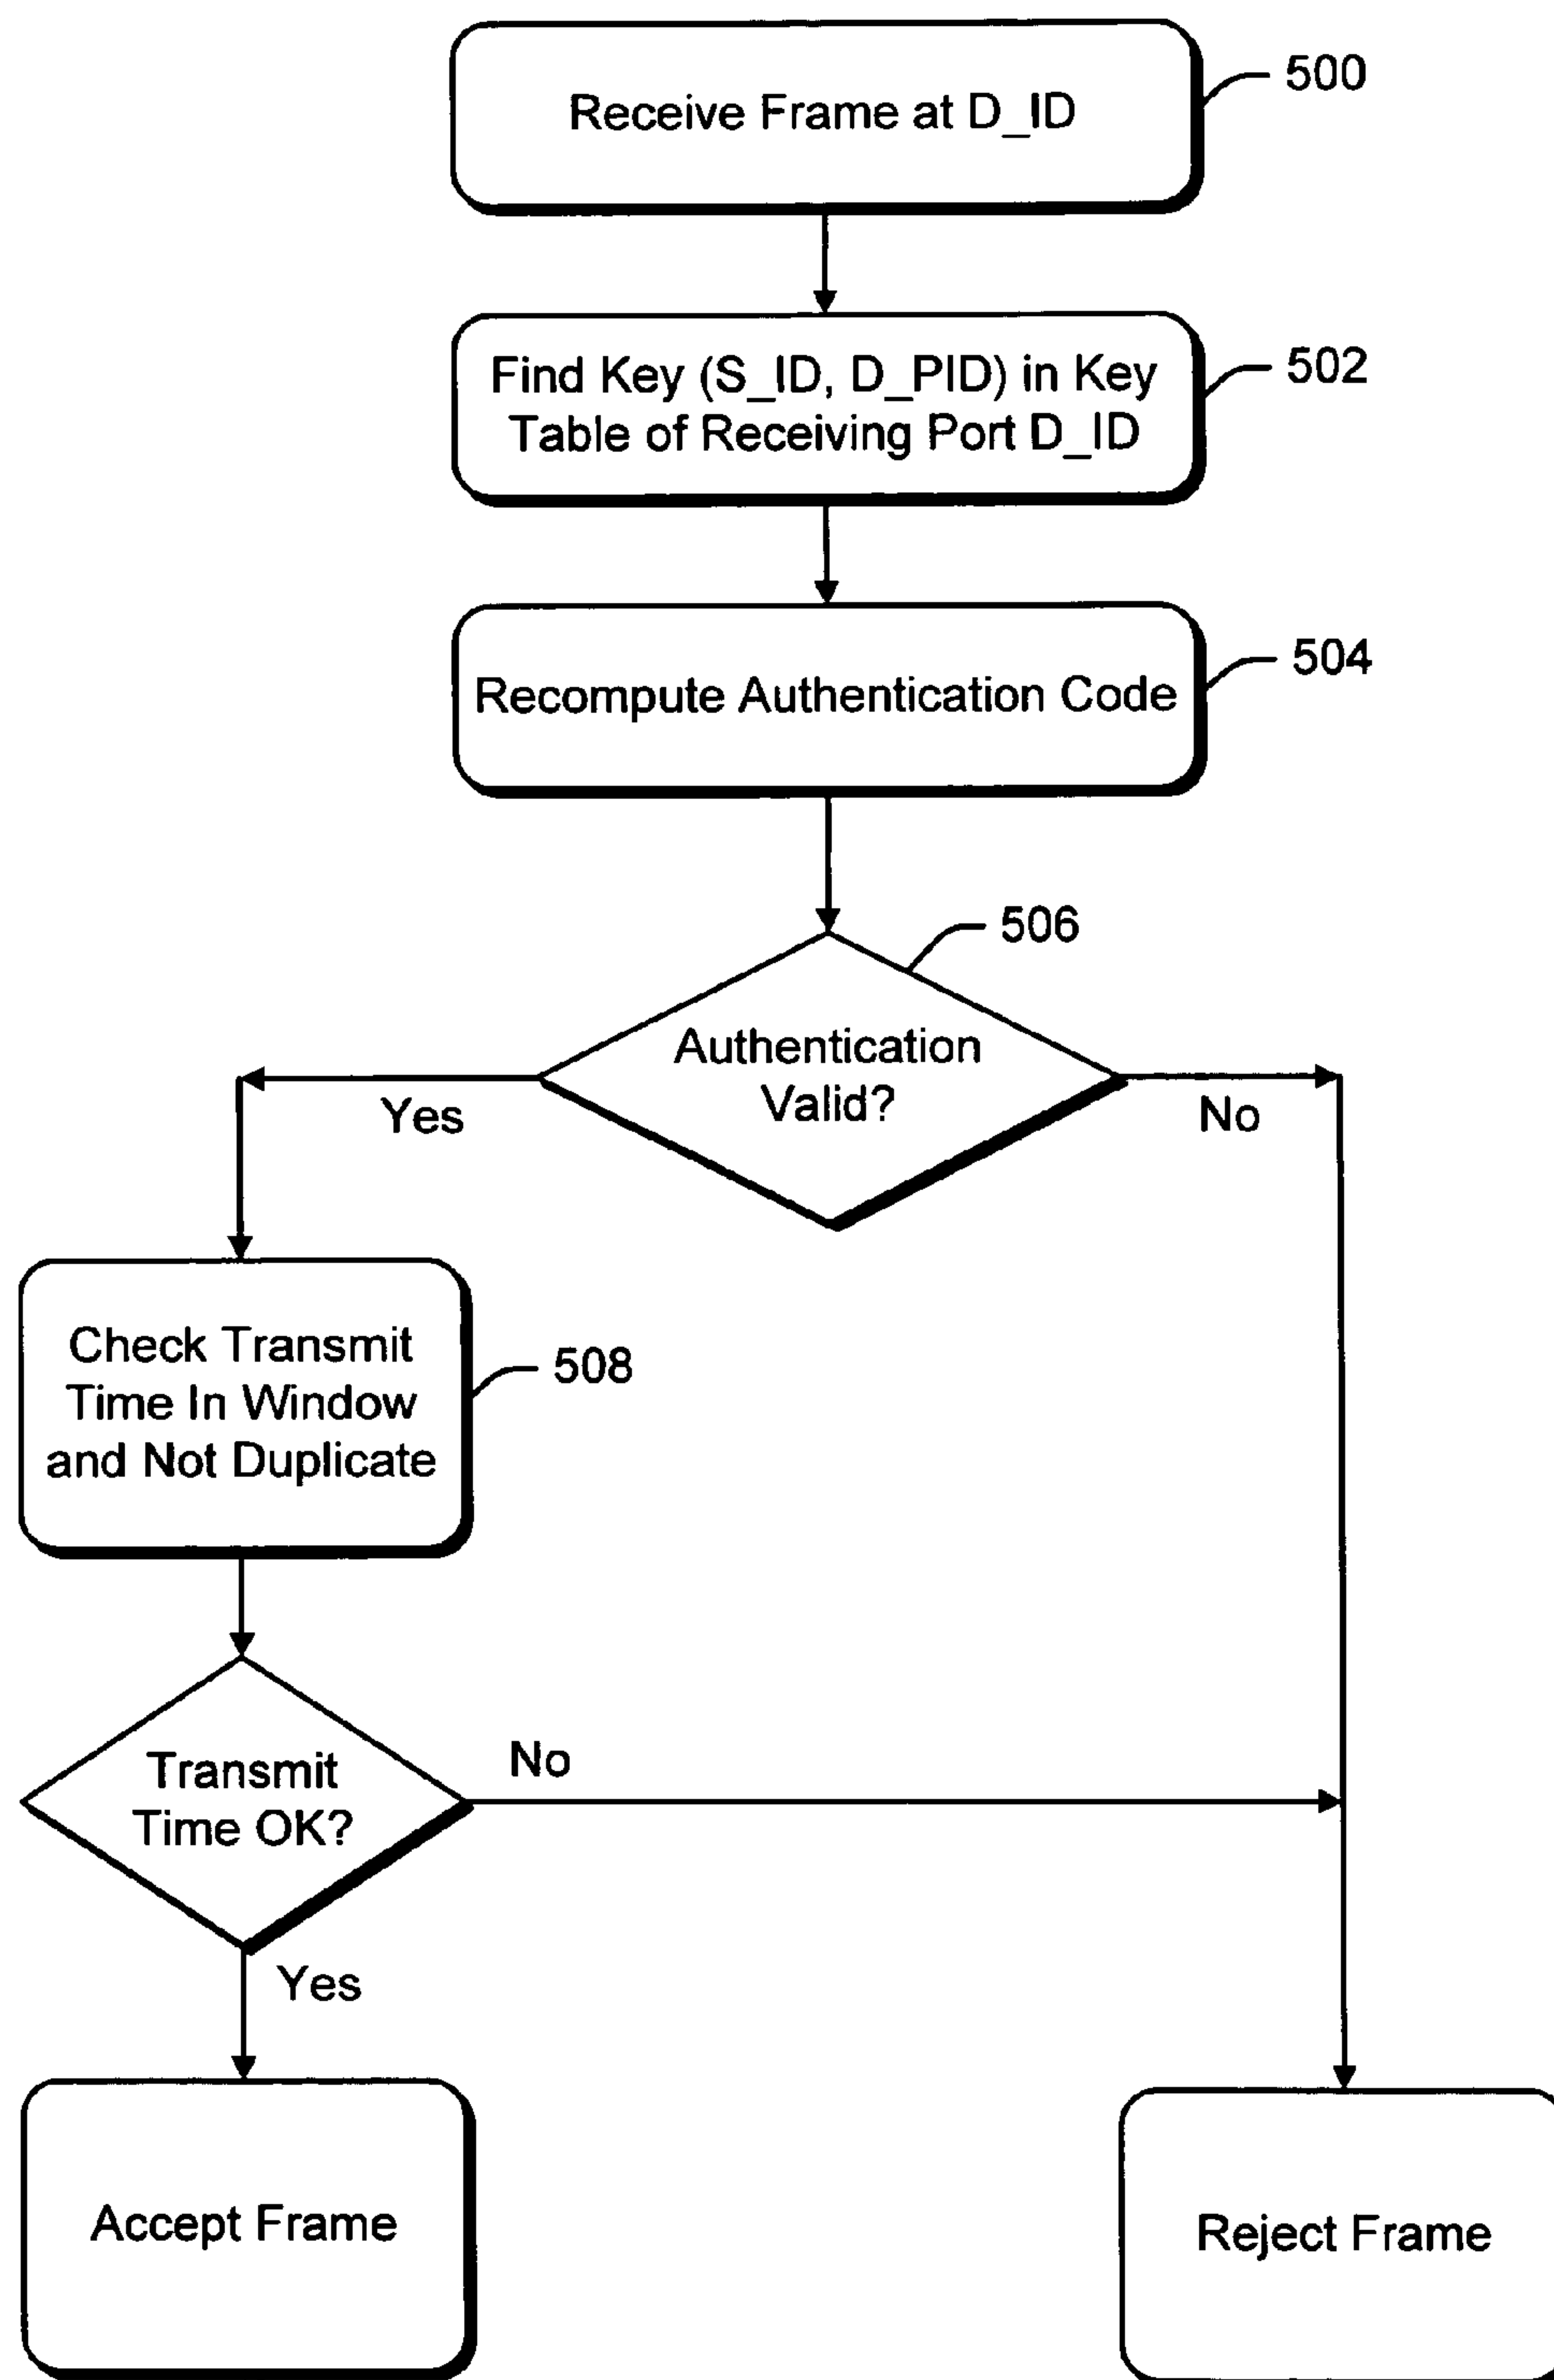 Receive Frame at D_ID
500
Find Key (S_ID, D_PID) in Key
Table of Receiving Port D_ID
502
Recompute Authentication Code
504
506
Authentication
Valid?
Yes
No
Check Transmit
Time In Window
and Not Duplicate
508
Transmit
Time OK?
No
Yes
Accept Frame
Reject Frame